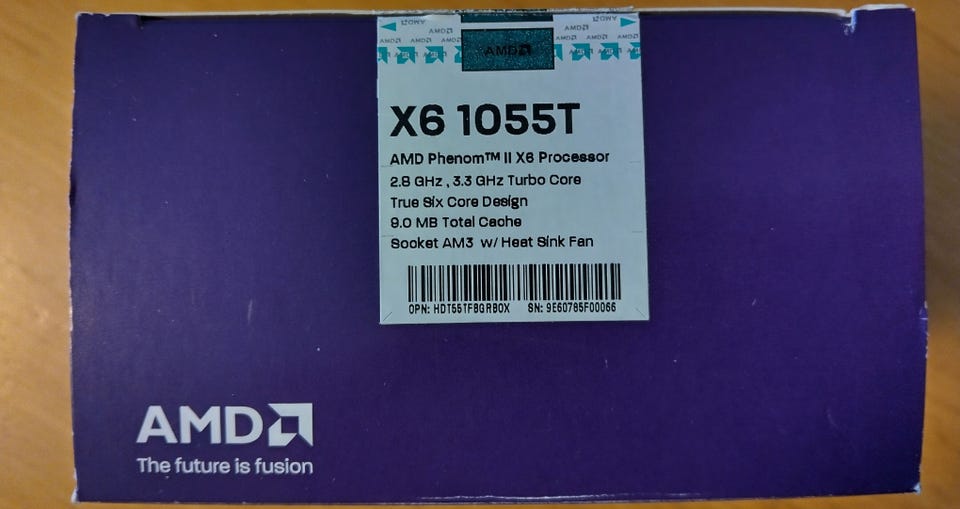 AMD
X6 1055T
AMD Phenom™ II X6 Processor
2.8 GHz , 3.3 GHz Turbo Core
True Six Core Design
9.0 MB Total Cache
Socket AM3 w/ Heat Sink Fan
OPN: HDT55TFBGRBOX SN: 9E60785F00066
AMD
The future is fusion